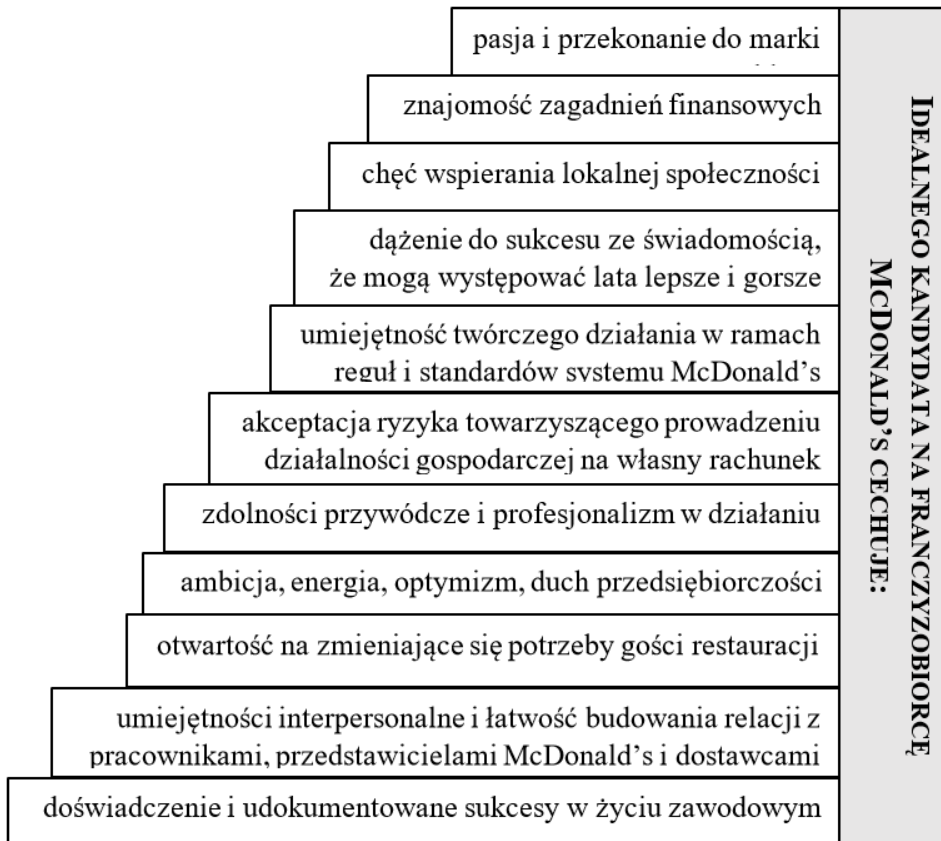 pasja i przekonanie do marki
znajomość zagadnień finansowych
chęć wspierania lokalnej społeczności
dążenie do sukcesu ze świadomością,
że mogą występować lata lepsze i gorsze
umiejętność twórczego działania w ramach
reguł i standardów systemu McDonald’s
akceptacja ryzyka towarzyszącego prowadzeniu
działalności gospodarczej na własny rachunek
zdolności przywódcze i profesjonalizm w działaniu
ambicja, energia, optymizm, duch przedsiębiorczości
otwartość na zmieniające się potrzeby gości restauracji
umiejętności interpersonalne i łatwość budowania relacji z
pracownikami, przedstawicielami McDonald’s i dostawcami
doświadczenie i udokumentowane sukcesy w życiu zawodowym
IDEALNEGO KANDYDATA NA FRANCZYZOBIORCĘ
MCDONALD’S CECHUJE: